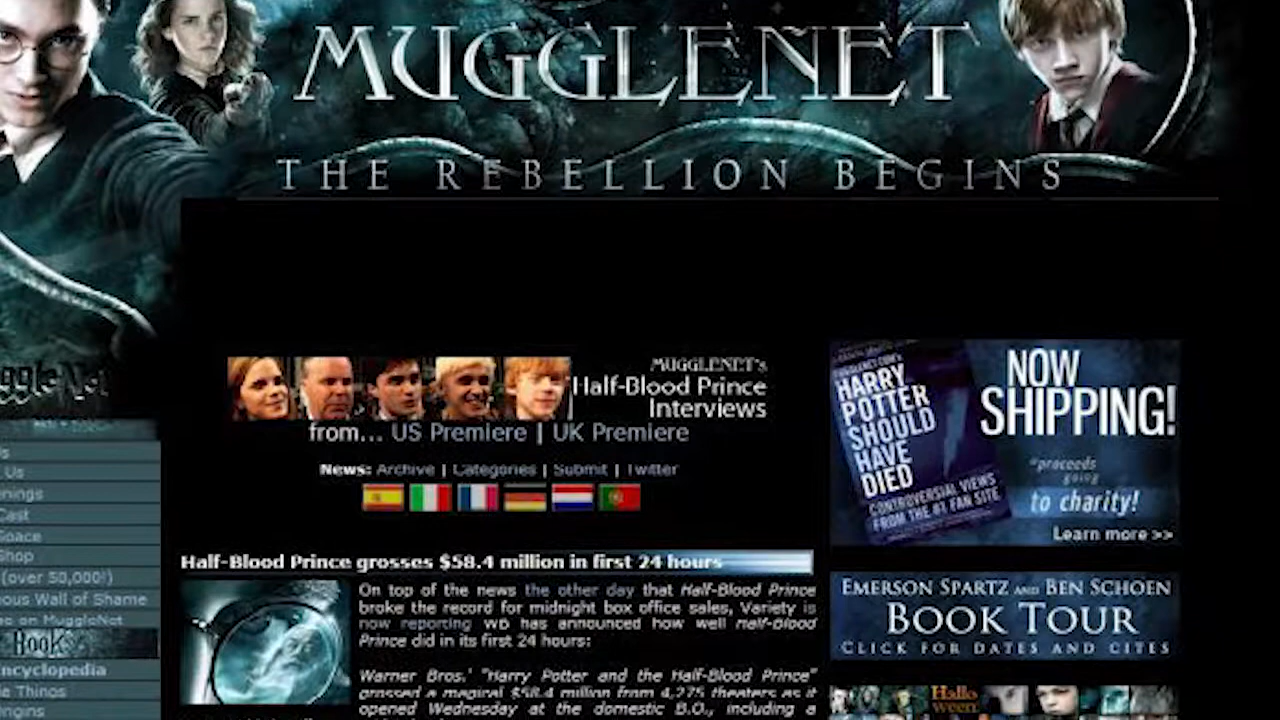 MUGGLENET
THE REBELLION BEGINS
MUGGLENET's
Half-Blood Prince
Interviews
from... US Premiere | UK Premiere
News: Archive | Categories | Submit | Twitter
Half-Blood Prince grosses $58.4 million in first 24 hours
On top of the news the other day that Half-Blood Prince
broke the record for midnight box office sales, Variety is
now reporting WB has announced how well Half-Blood
Prince did in its first 24 hours:
Warner Bros.' "Harry Potter and the Half-Blood Prince"
grossed a magical $58.4 million from 4,275 theaters as it
opened Wednesday at the domestic B.O., including a
Us
Cast
Shop
(over 50,000!)
Wall of Shame
on MuggleNet
HOOK
ncyclopedia
Things
HARRY
POTTER
SHOULD
HAVE
DIED
CONTROVERSIAL VIEWS
FROM THE #1 FAN SITE
NOW
SHIPPING!
*proceeds
going
to charity!
Learn more >>
EMERSON SPARTZ AND BEN SCHOEN
BOOK TOUR
CLICK FOR DATES AND CITES
Hallo
ween